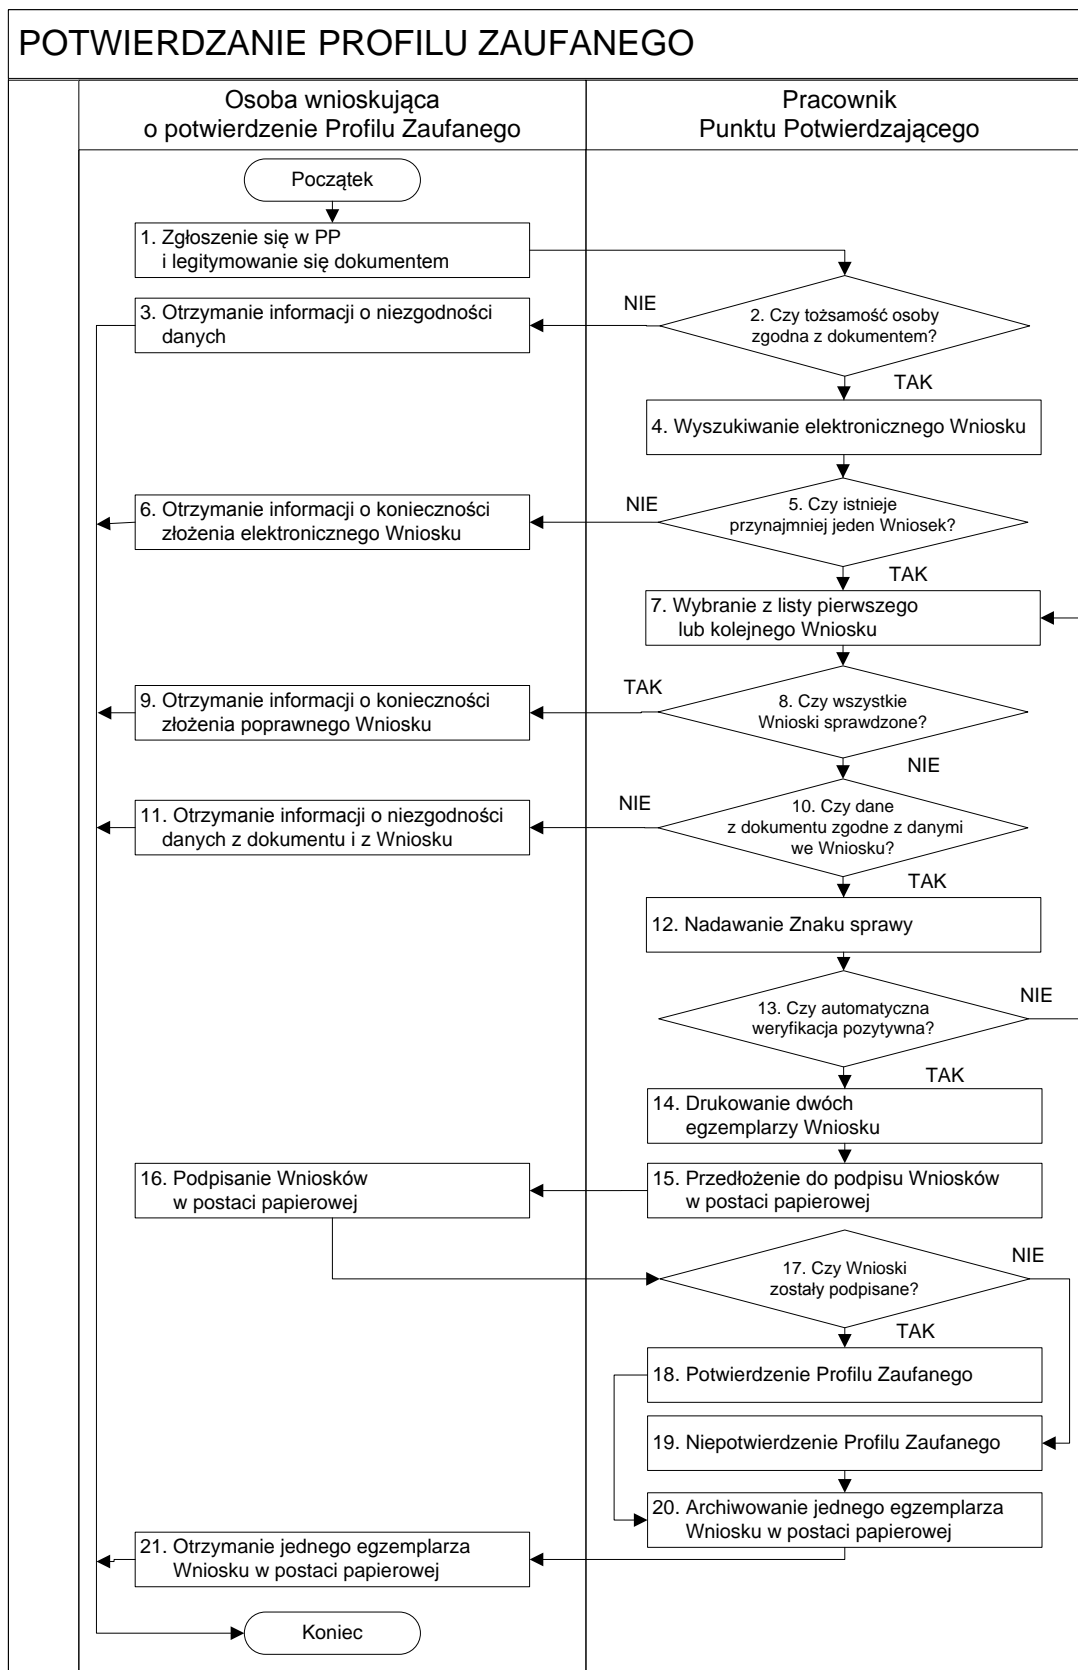 POTWIERDZANIE PROFILU ZAUFANEGO
Osoba wnioskująca
o potwierdzenie Profilu Zaufanego
Pracownik
Punktu Potwierdzającego
Początek
1. Zgłoszenie się w PP
i legitymowanie się dokumentem
2. Czy tożsamość osoby
zgodna z dokumentem?
NIE
3. Otrzymanie informacji o niezgodności
danych
TAK
4. Wyszukiwanie elektronicznego Wniosku
5. Czy istnieje
przynajmniej jeden Wniosek?
NIE
6. Otrzymanie informacji o konieczności
złożenia elektronicznego Wniosku
TAK
7. Wybranie z listy pierwszego
lub kolejnego Wniosku
8. Czy wszystkie
Wnioski sprawdzone?
TAK
9. Otrzymanie informacji o konieczności
złożenia poprawnego Wniosku
NIE
10. Czy dane
z dokumentu zgodne z danymi
we Wniosku?
NIE
11. Otrzymanie informacji o niezgodności
danych z dokumentu i z Wniosku
TAK
12. Nadawanie Znaku sprawy
13. Czy automatyczna
weryfikacja pozytywna?
NIE
TAK
14. Drukowanie dwóch
egzemplarzy Wniosku
15. Przedłożenie do podpisu Wniosków
w postaci papierowej
16. Podpisanie Wniosków
w postaci papierowej
17. Czy Wnioski
zostały podpisane?
NIE
TAK
18. Potwierdzenie Profilu Zaufanego
19. Niepotwierdzenie Profilu Zaufanego
20. Archiwowanie jednego egzemplarza
Wniosku w postaci papierowej
21. Otrzymanie jednego egzemplarza
Wniosku w postaci papierowej
Koniec